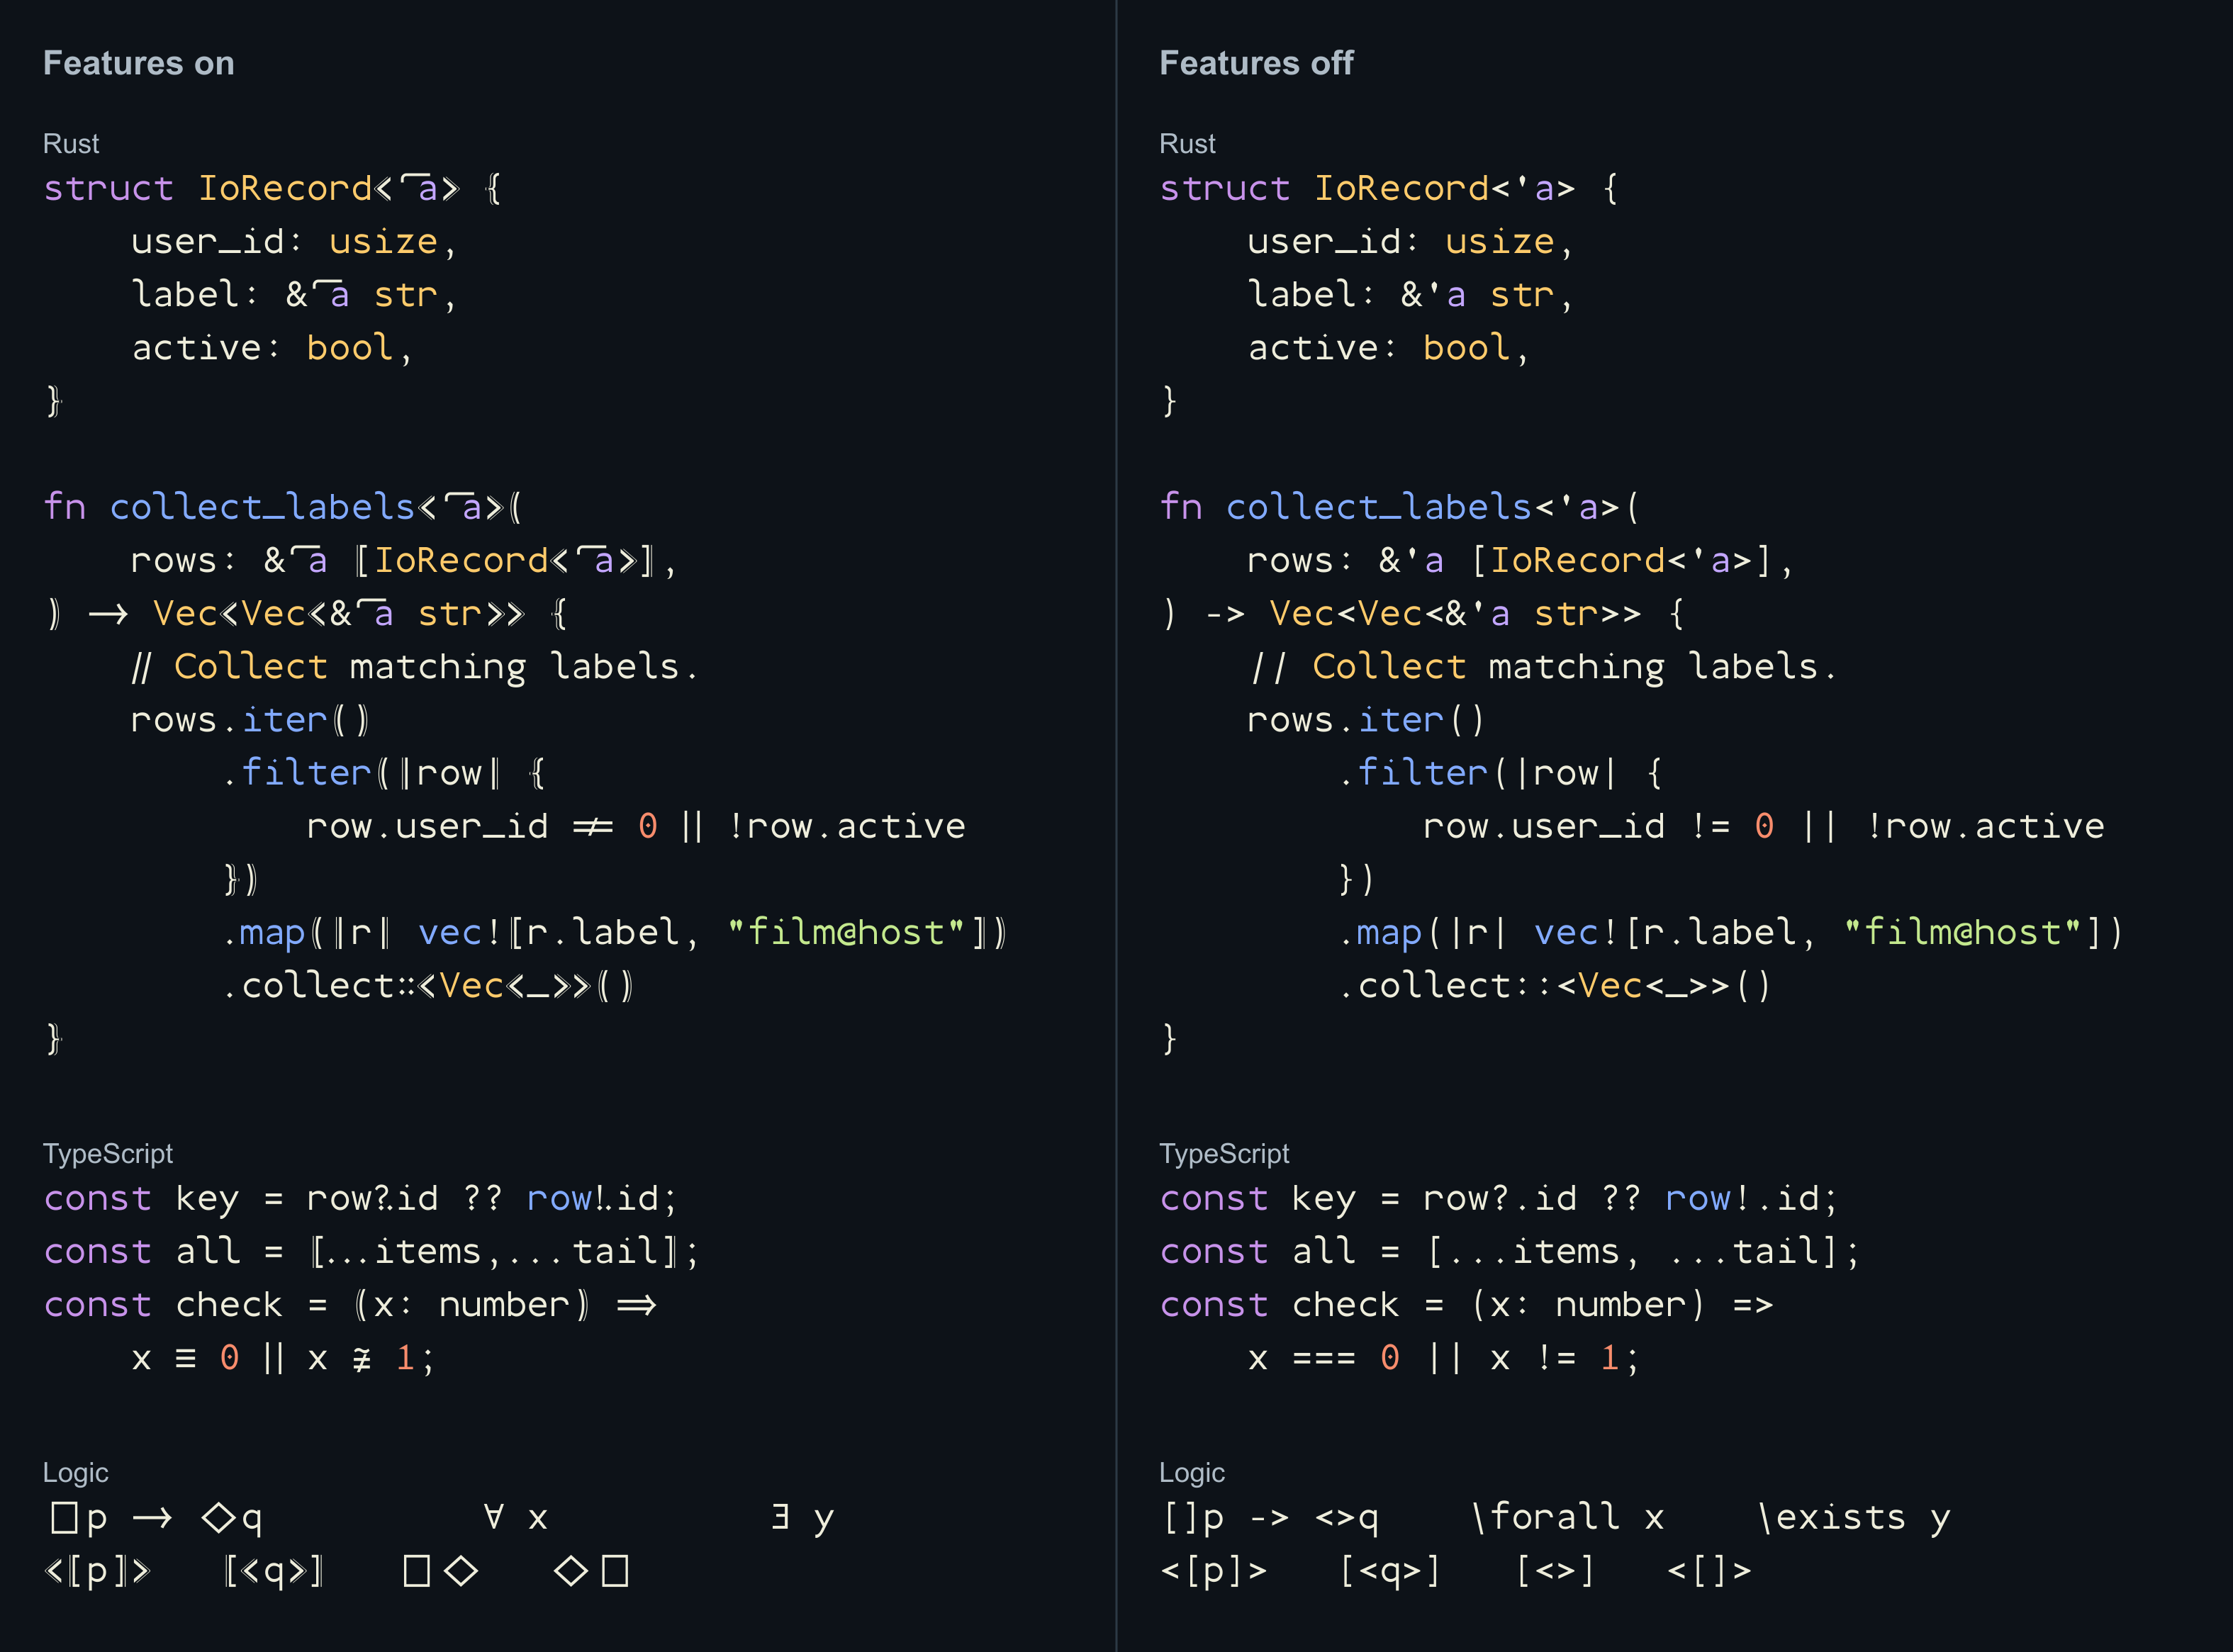 Features on
Rust
struct IoRecord<'a> {
    user_id: usize,
    label: &'a str,
    active: bool,
}
fn collect_labels<'a>(
    rows: &'a [IoRecord<'a>],
) → Vec<Vec<&'a str>> {
    // Collect matching labels.
    rows.iter()
        .filter(|row| {
            row.user_id ≠ 0 || !row.active
        })
        .map(|r| vec![r.label, "film@host"])
        .collect::<Vec<_>>()
}
TypeScript
const key = row?.id ?? row!.id;
const all = [...items,...tail];
const check = (x: number) ⇒
    x ≡ 0 || x ≇ 1;
Logic
□p → ◇q    ∀ x    ∃ y
<[p]>   [<q>]   □◇   ◇□
Features off
Rust
struct IoRecord<'a> {
    user_id: usize,
    label: &'a str,
    active: bool,
}
fn collect_labels<'a>(
    rows: &'a [IoRecord<'a>],
) -> Vec<Vec<&'a str>> {
    // Collect matching labels.
    rows.iter()
        .filter(|row| {
            row.user_id != 0 || !row.active
        })
        .map(|r| vec![r.label, "film@host"])
        .collect::<Vec<_>>()
}
TypeScript
const key = row?.id ?? row!.id;
const all = [...items, ...tail];
const check = (x: number) =>
    x === 0 || x != 1;
Logic
[]p -> <>q    \forall x    \exists y
<[p]>   [<q>]   [<>]   <[]>